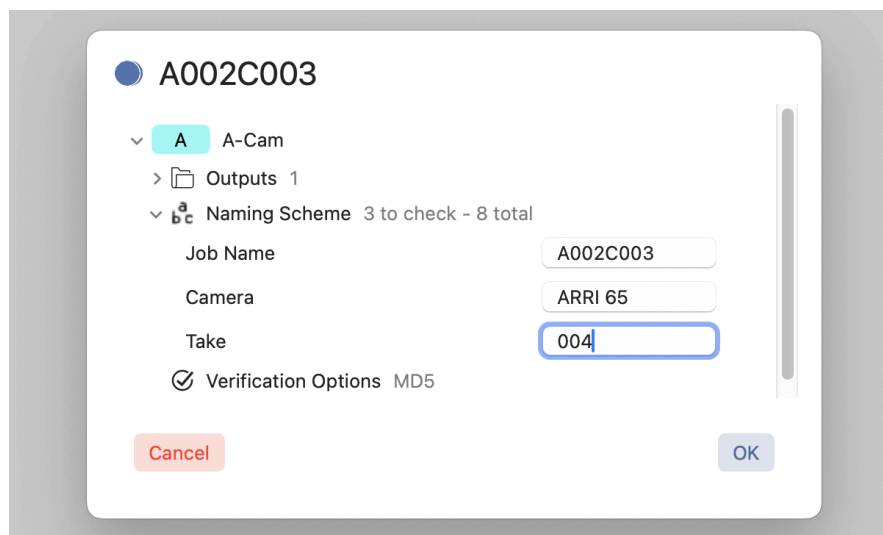 A002C003
A A-Cam
Outputs 1
abc Naming Scheme 3 to check - 8 total
Job Name A002C003
Camera ARRI 65
Take 004
Verification Options MD5
Cancel OK